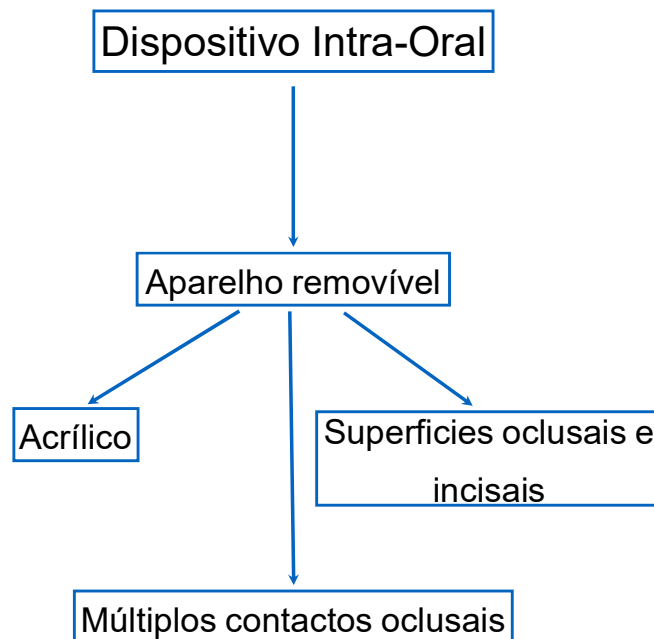 Dispositivo Intra-Oral
Aparelho removível
Acrílico
Superficies oclusais e
incisais
Múltiplos contactos oclusais